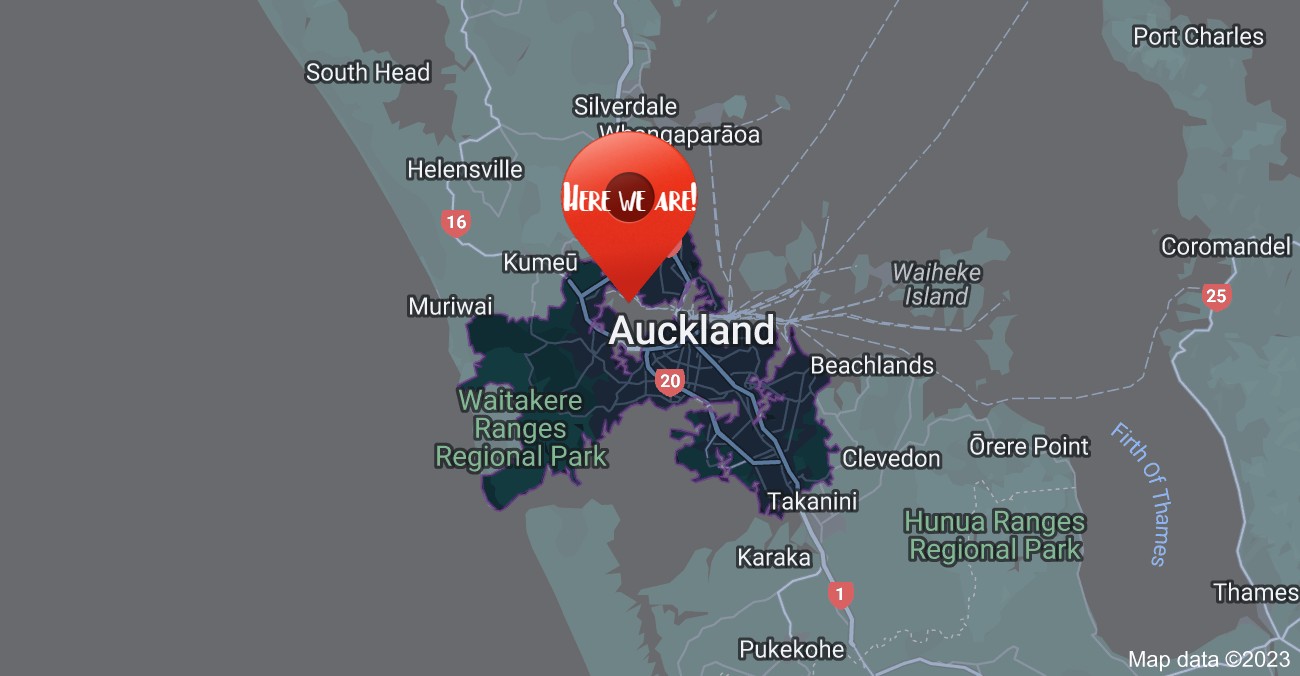 Port Charles
South Head
Silverdale
Whangaparāoa
Helensville
HERE WE ARE!
16
Coromandel
Kumeū
Waiheke
Island
25
Muriwai
Auckland
Beachlands
20
Waitakere
Ranges
Regional Park
Firth Of Thames
Ōrere Point
Clevedon
Takanini
Hunua Ranges
Regional Park
Karaka
1
Thames
Pukekohe
Map data ©2023